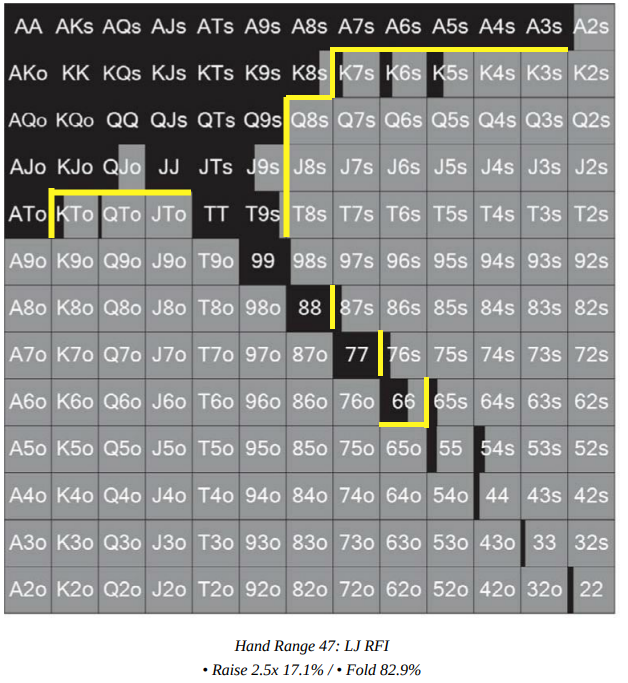 AA AKs AQs AJs ATs A9s A8s A7s A6s A5s A4s A3s A2s
AKo KK KQs KJs KTs K9s K8s K7s K6s K5s K4s K3s K2s
AQo KQo QQ QJs QTs Q9s Q8s Q7s Q6s Q5s Q4s Q3s Q2s
AJo KJo QJo JJ JTs J9s J8s J7s J6s J5s J4s J3s J2s
ATo KTo QTo JTo TT T9s T8s T7s T6s T5s T4s T3s T2s
A9o K9o Q9o J9o T9o 99 98s 97s 96s 95s 94s 93s 92s
A8o K8o Q8o J8o T8o 98o 88 87s 86s 85s 84s 83s 82s
A7o K7o Q7o J7o T7o 97o 87o 77 76s 75s 74s 73s 72s
A6o K6o Q6o J6o T6o 96o 86o 76o 66 65s 64s 63s 62s
A5o K5o Q5o J5o T5o 95o 85o 75o 65o 55 54s 53s 52s
A4o K4o Q4o J4o T4o 94o 84o 74o 64o 54o 44 43s 42s
A3o K3o Q3o J3o T3o 93o 83o 73o 63o 53o 43o 33 32s
A2o K2o Q2o J2o T2o 92o 82o 72o 62o 52o 42o 32o 22
Hand Range 47: LJ RFI
• Raise 2.5x 17.1% / • Fold 82.9%